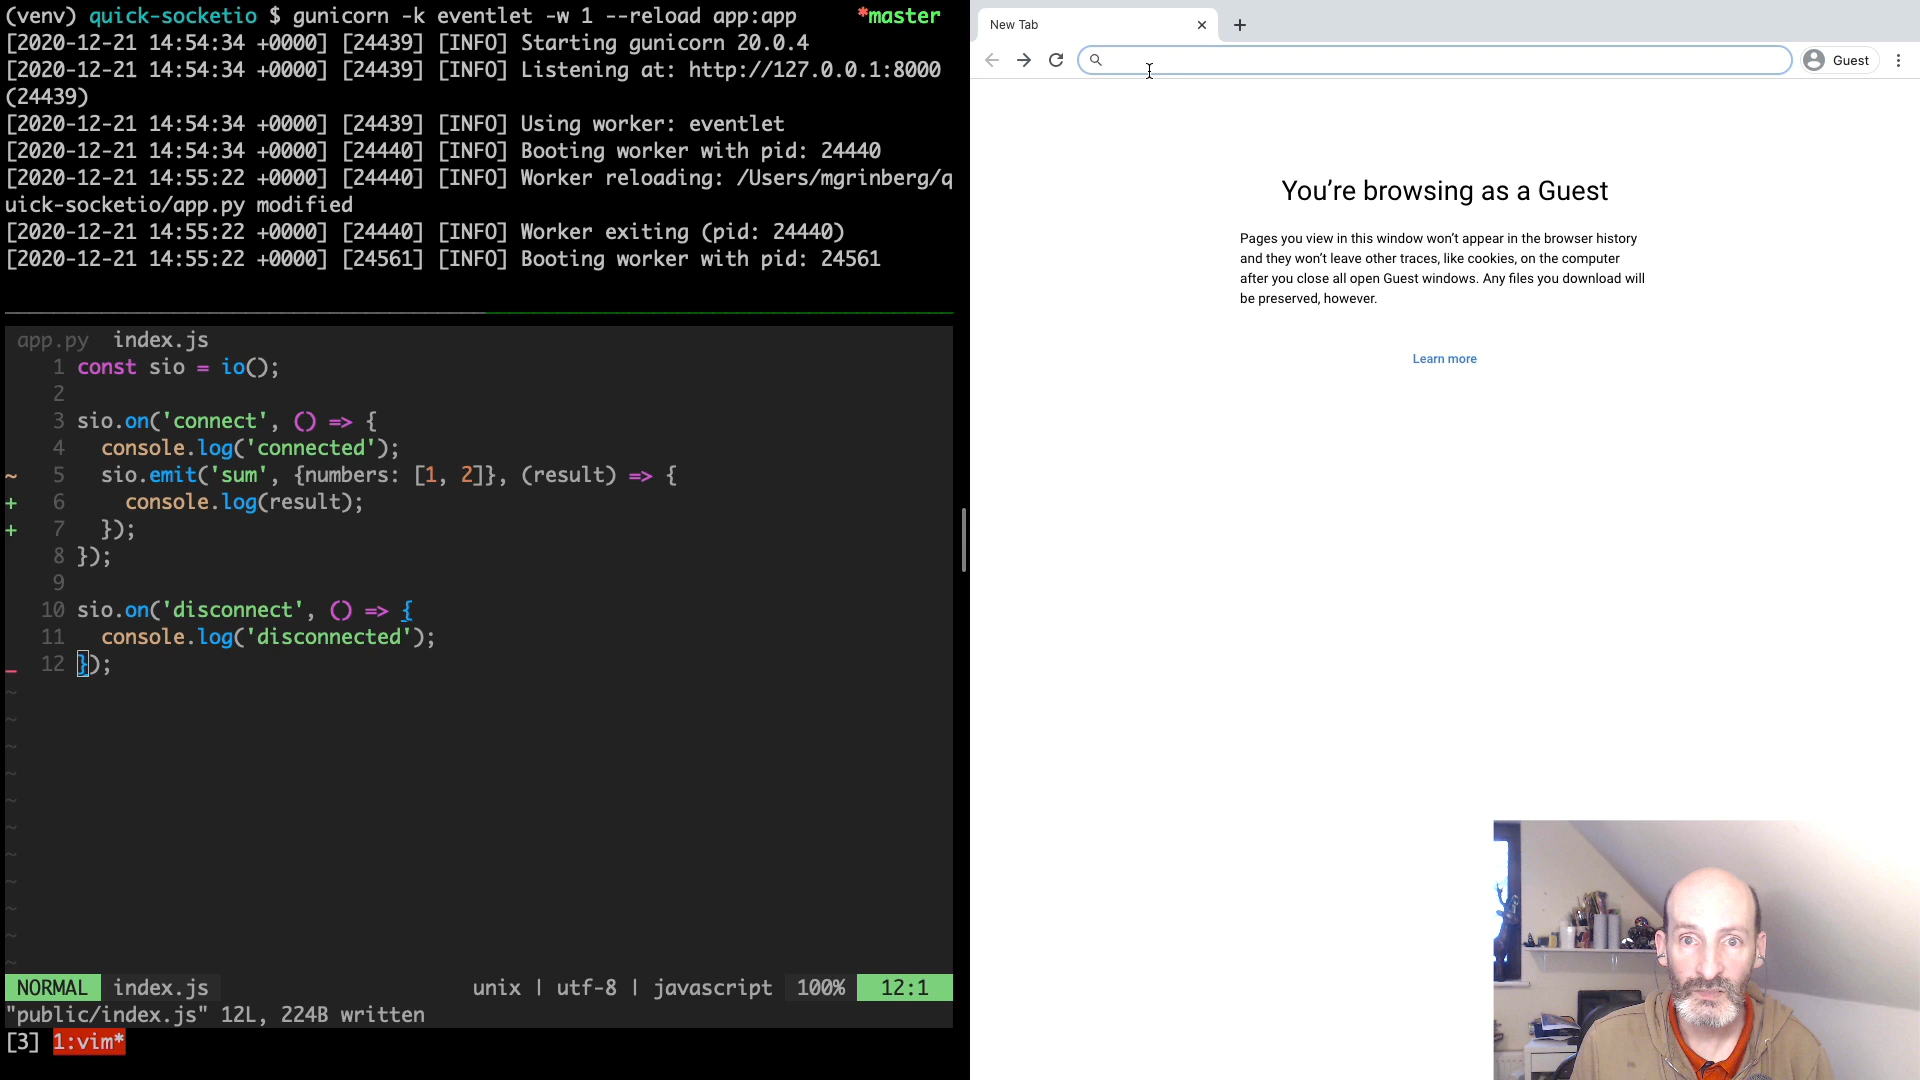 (venv) quick-socketio $ gunicorn -k eventlet -w 1 --reload app:app *master
[2020-12-21 14:54:34 +0000] [24439] [INFO] Starting gunicorn 20.0.4
[2020-12-21 14:54:34 +0000] [24439] [INFO] Listening at: http://127.0.0.1:8000
(24439)
[2020-12-21 14:54:34 +0000] [24439] [INFO] Using worker: eventlet
[2020-12-21 14:54:34 +0000] [24440] [INFO] Booting worker with pid: 24440
[2020-12-21 14:55:22 +0000] [24440] [INFO] Worker reloading: /Users/mgrinberg/q
uick-socketio/app.py modified
[2020-12-21 14:55:22 +0000] [24440] [INFO] Worker exiting (pid: 24440)
[2020-12-21 14:55:22 +0000] [24561] [INFO] Booting worker with pid: 24561
app.py index.js
1 const sio = io();
2
3 sio.on('connect', () => {
4 console.log('connected');
~ 5 sio.emit('sum', {numbers: [1, 2]}, (result) => {
+ 6 console.log(result);
+ 7 });
8 });
9
10 sio.on('disconnect', () => {
11 console.log('disconnected');
_ 12 });
~
~
~
~
~
~
~
~
~
~
~
NORMAL index.js unix | utf-8 | javascript 100% 12:1
"public/index.js" 12L, 224B written
[3] 1:vim*
New Tab
Guest
You're browsing as a Guest
Pages you view in this window won't appear in the browser history
and they won't leave other traces, like cookies, on the computer
after you close all open Guest windows. Any files you download will
be preserved, however.
Learn more